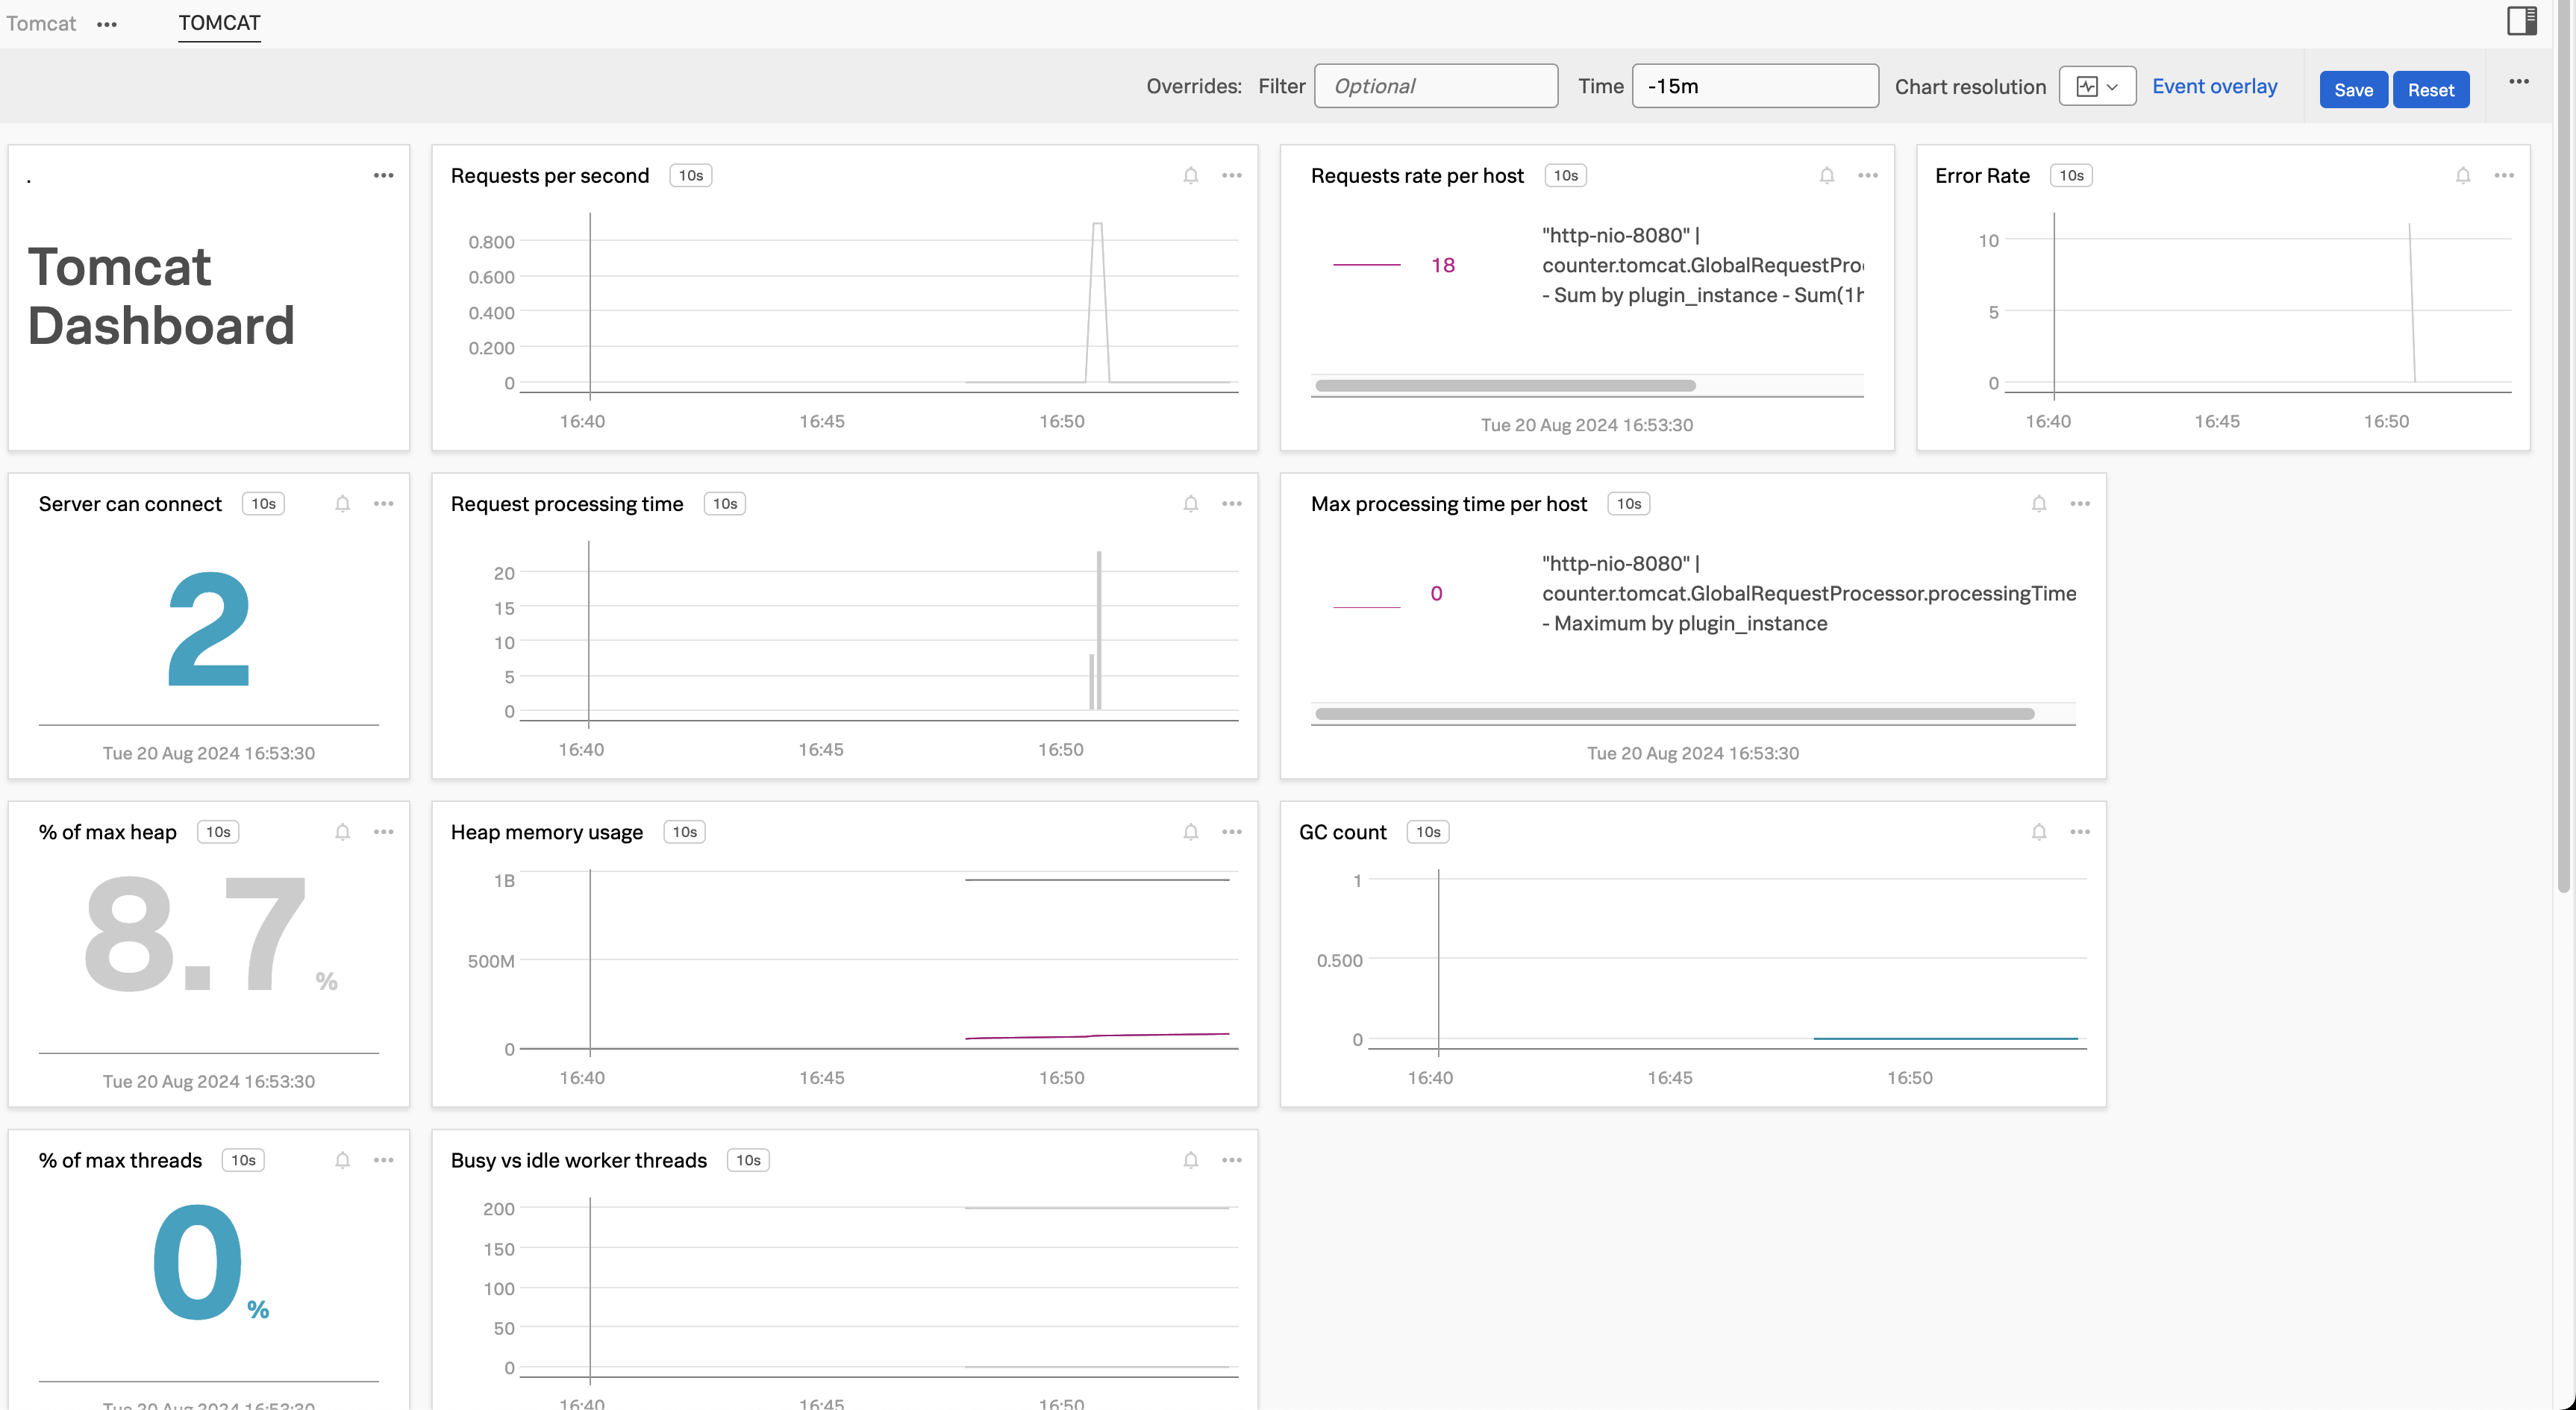 Tomcat ••• TOMCAT
Overrides: Filter Optional Time -15m Chart resolution Event overlay Save Reset
.
Tomcat
Dashboard
Requests per second 10s
0.800
0.600
0.400
0.200
0
16:40 16:45 16:50
Requests rate per host 10s
18
"http-nio-8080" |
counter.tomcat.GlobalRequestPro
- Sum by plugin_instance - Sum(1h
Tue 20 Aug 2024 16:53:30
Error Rate 10s
10
5
0
16:40 16:45 16:50
Server can connect 10s
2
Tue 20 Aug 2024 16:53:30
Request processing time 10s
20
15
10
5
0
16:40 16:45 16:50
Max processing time per host 10s
0
"http-nio-8080" |
counter.tomcat.GlobalRequestProcessor.processingTime
- Maximum by plugin_instance
Tue 20 Aug 2024 16:53:30
% of max heap 10s
8.7 %
Tue 20 Aug 2024 16:53:30
Heap memory usage 10s
1B
500M
0
16:40 16:45 16:50
GC count 10s
1
0.500
0
16:40 16:45 16:50
% of max threads 10s
0 %
Tue 20 Aug 2024 16:53:30
Busy vs idle worker threads 10s
200
150
100
50
0
16:40 16:45 16:50